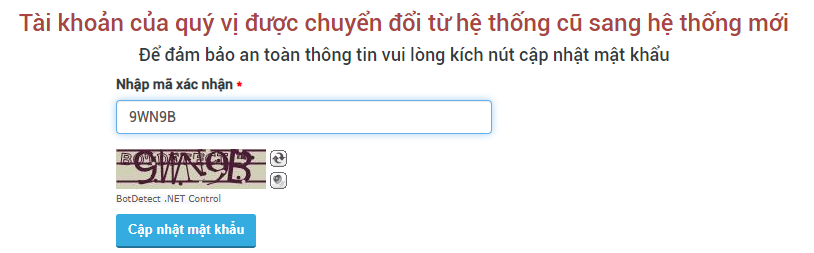 Tài khoản của quý vị được chuyển đổi từ hệ thống cũ sang hệ thống mới
Để đảm bảo an toàn thông tin vui lòng kích nút cập nhật mật khẩu
Nhập mã xác nhận *
9WN9B
BOTDETECT
9WN9B
BotDetect .NET Control
Cập nhật mật khẩu